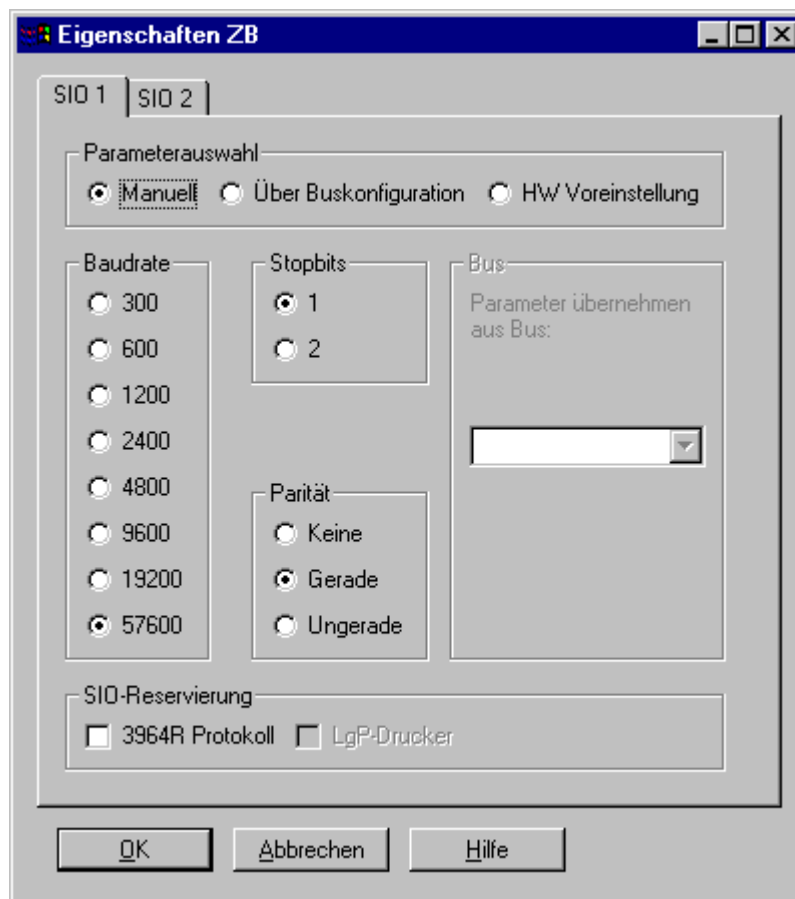 Eigenschaften ZB
SIO 1
SIO 2
Parameterauswahl
Manuell
Über Buskonfiguration
HW Voreinstellung
Baudrate
300
600
1200
2400
4800
9600
19200
57600
Stopbits
1
2
Parität
Keine
Gerade
Ungerade
Bus
Parameter übernehmen
aus Bus:
SIO-Reservierung
3964R Protokoll
LgP-Drucker
OK
Abbrechen
Hilfe